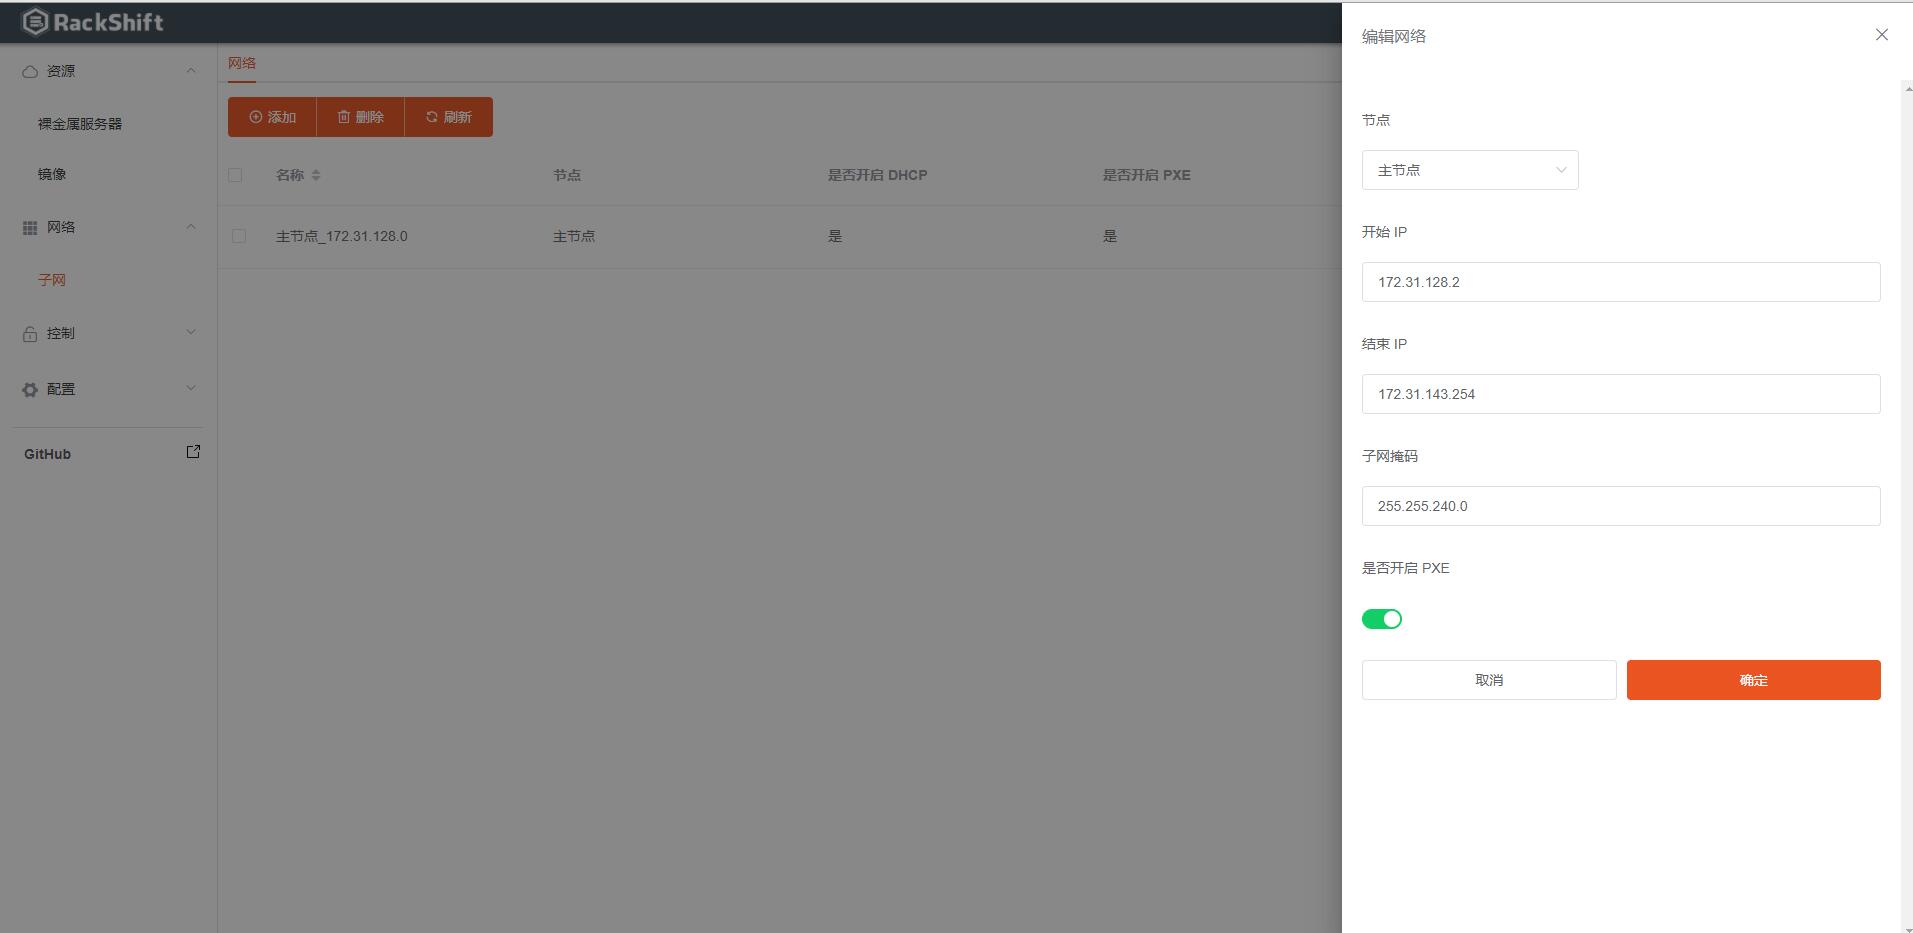 RackShift
资源
裸金属服务器
镜像
网络
子网
控制
配置
GitHub
网络
添加 删除 刷新
名称 节点 是否开启 DHCP 是否开启 PXE
主节点_172.31.128.0 主节点 是 是
编辑网络
节点
主节点
开始 IP
172.31.128.2
结束 IP
172.31.143.254
子网掩码
255.255.240.0
是否开启 PXE
取消 确定